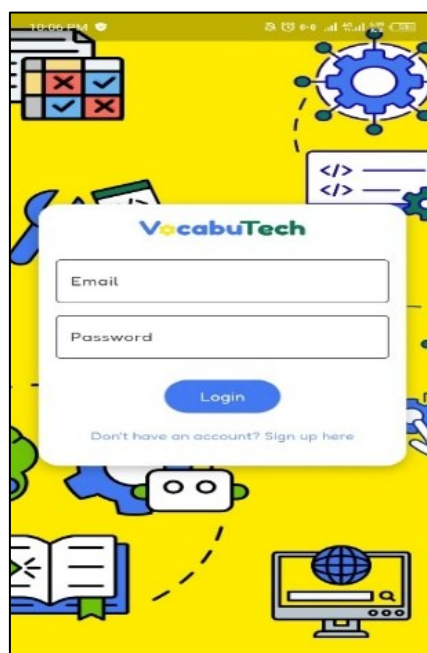 10:06 PM
</>
</>
VocabuTech
Email
Password
Login
Don't have an account? Sign up here